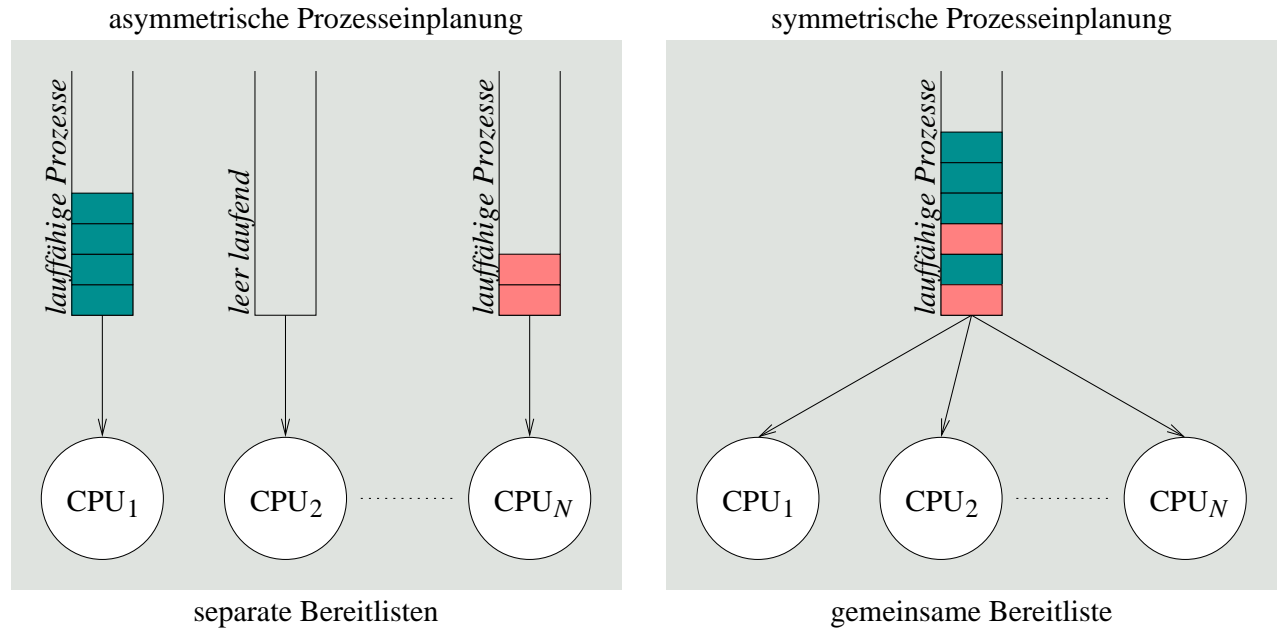 asymmetrische Prozesseinplanung
lauffähige Prozesse
leer laufend
lauffähige Prozesse
CPU1
CPU2
CPUN
separate Bereitlisten
symmetrische Prozesseinplanung
lauffähige Prozesse
CPU1
CPU2
CPUN
gemeinsame Bereitliste